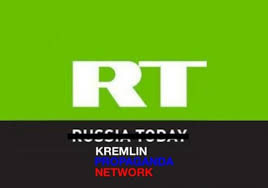 RT
RUSSIA TODAY
KREMLIN
PROPAGANDA
NETWORK